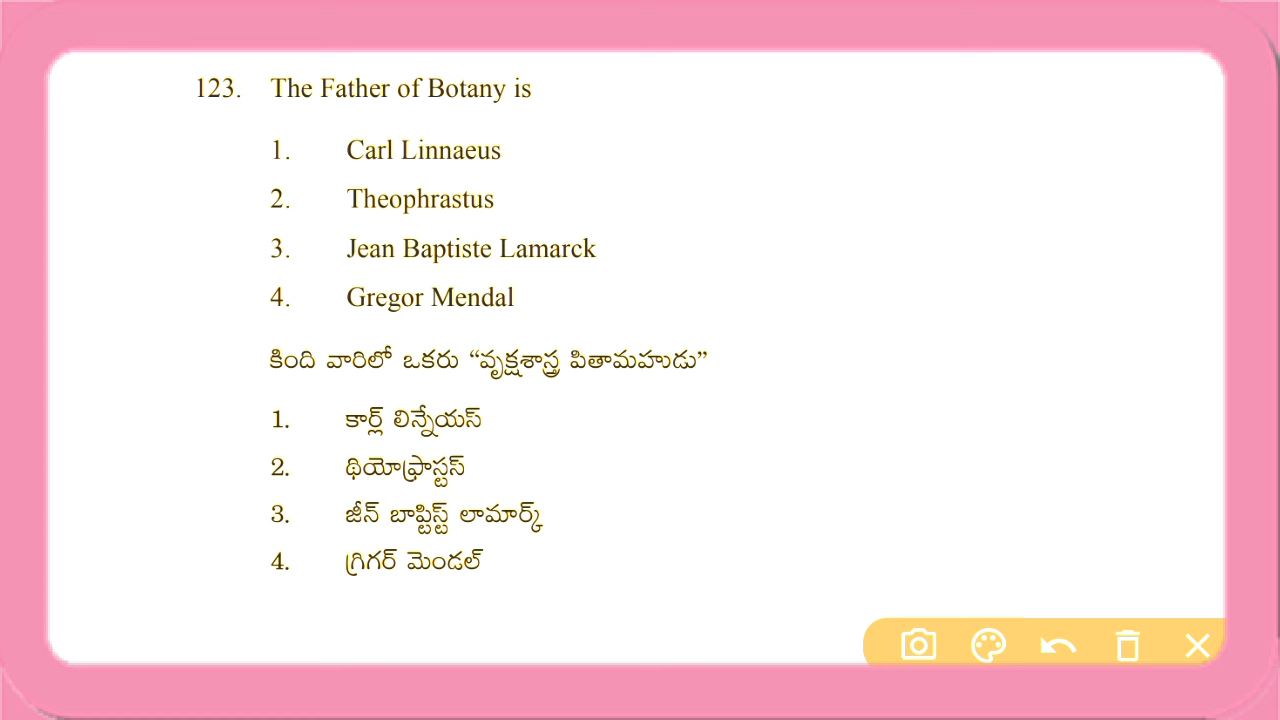 123. The Father of Botany is
1. Carl Linnaeus
2. Theophrastus
3. Jean Baptiste Lamarck
4. Gregor Mendal
కింది వారిలో ఒకరు “వృక్షశాస్త్ర పితామహుడు”
1. కార్ల్ లిన్నేయస్
2. థియోఫ్రాస్టస్
3. జీన్ బాప్టిస్ట్ లామార్క్
4. గ్రిగర్ మెండల్